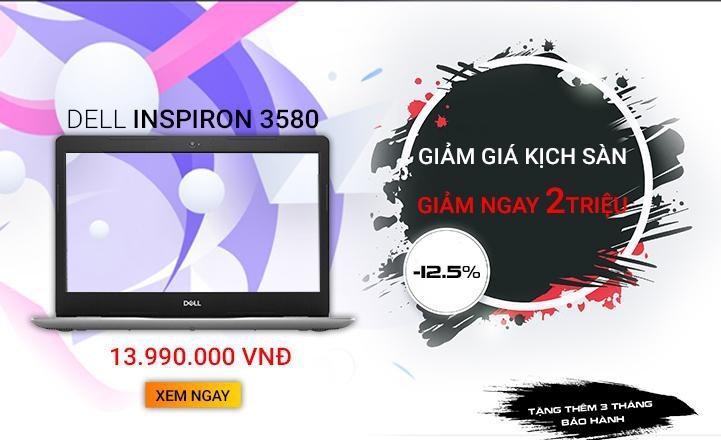 DELL INSPIRON 3580
DELL
13.990.000 VNĐ
XEM NGAY
GIẢM GIÁ KỊCH SÀN
GIẢM NGAY 2TRIỆU
-12.5%
TẶNG THÊM 3 THÁNG
BẢO HÀNH